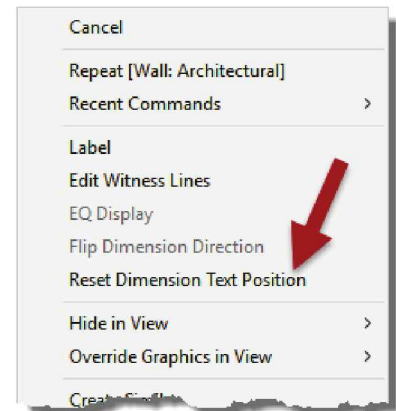 Cancel
Repeat [Wall: Architectural]
Recent Commands
Label
Edit Witness Lines
EQ Display
Flip Dimension Direction
Reset Dimension Text Position
Hide in View
Override Graphics in View